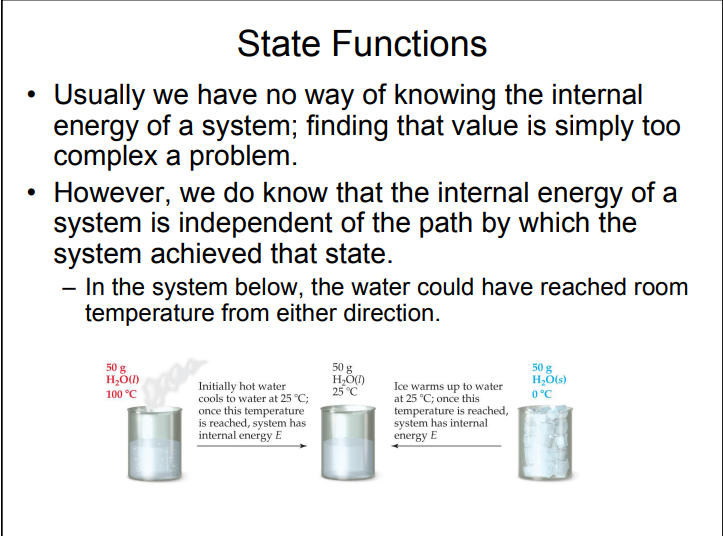 State Functions
• Usually we have no way of knowing the internal
energy of a system; finding that value is simply too
complex a problem.
• However, we do know that the internal energy of a
system is independent of the path by which the
system achieved that state.
– In the system below, the water could have reached room
temperature from either direction.
50 g
H₂O(l)
100 °C
Initially hot water
cools to water at 25 °C;
once this temperature
is reached, system has
internal energy E
50 g
H₂O(l)
25 °C
Ice warms up to water
at 25 °C; once this
temperature is reached,
system has internal
energy E
50 g
H₂O(s)
0 °C